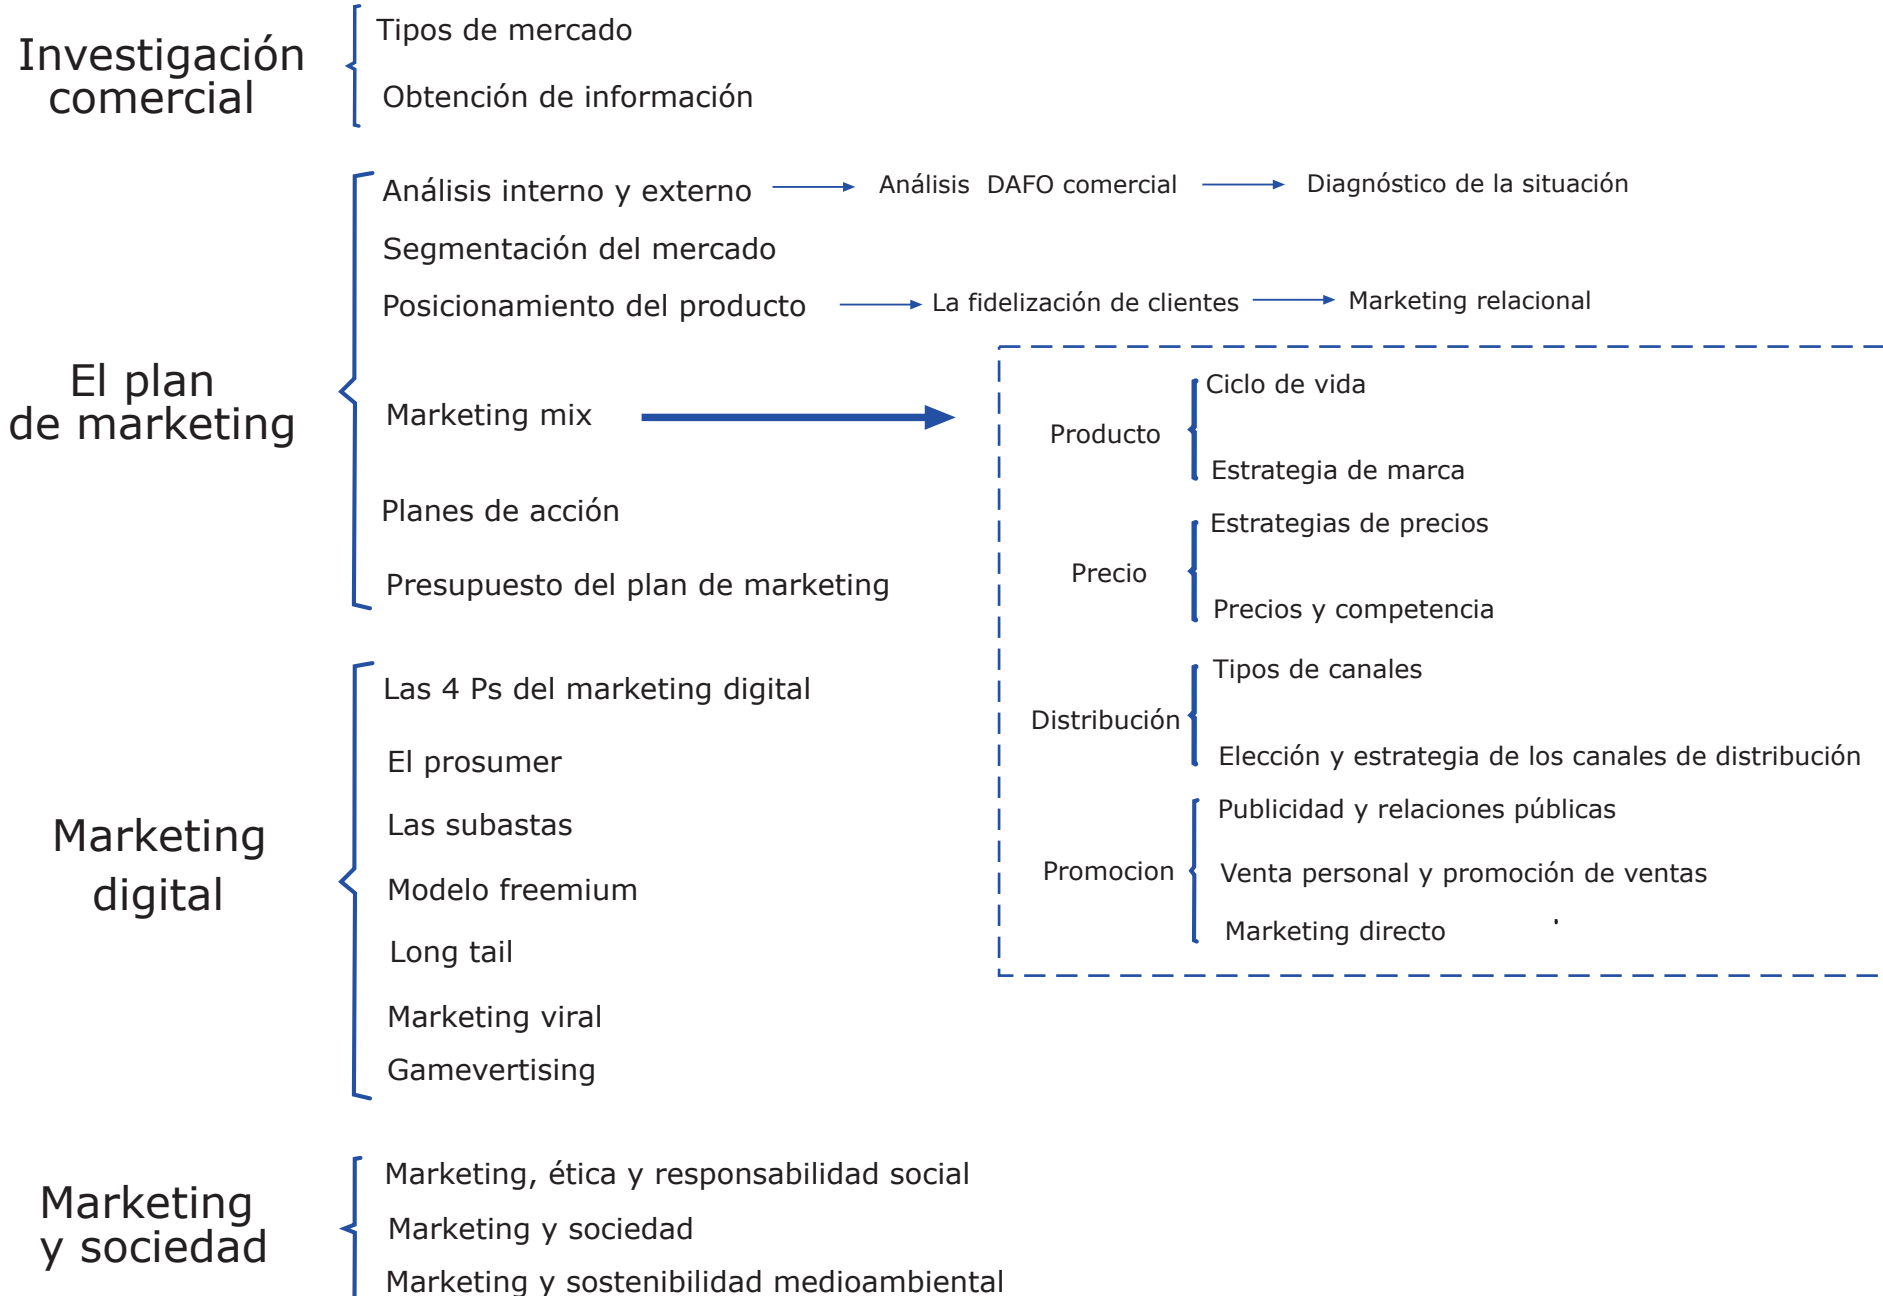 Investigación
comercial
Tipos de mercado
Obtención de información
El plan
de marketing
Análisis interno y externo
Análisis DAFO comercial
Diagnóstico de la situación
Segmentación del mercado
Posicionamiento del producto
La fidelización de clientes
Marketing relacional
Marketing mix
Producto
Ciclo de vida
Estrategia de marca
Precio
Estrategias de precios
Precios y competencia
Distribución
Tipos de canales
Elección y estrategia de los canales de distribución
Promocion
Publicidad y relaciones públicas
Venta personal y promoción de ventas
Marketing directo
Planes de acción
Presupuesto del plan de marketing
Marketing
digital
Las 4 Ps del marketing digital
El prosumer
Las subastas
Modelo freemium
Long tail
Marketing viral
Gamevertising
Marketing
y sociedad
Marketing, ética y responsabilidad social
Marketing y sociedad
Marketing y sostenibilidad medioambiental